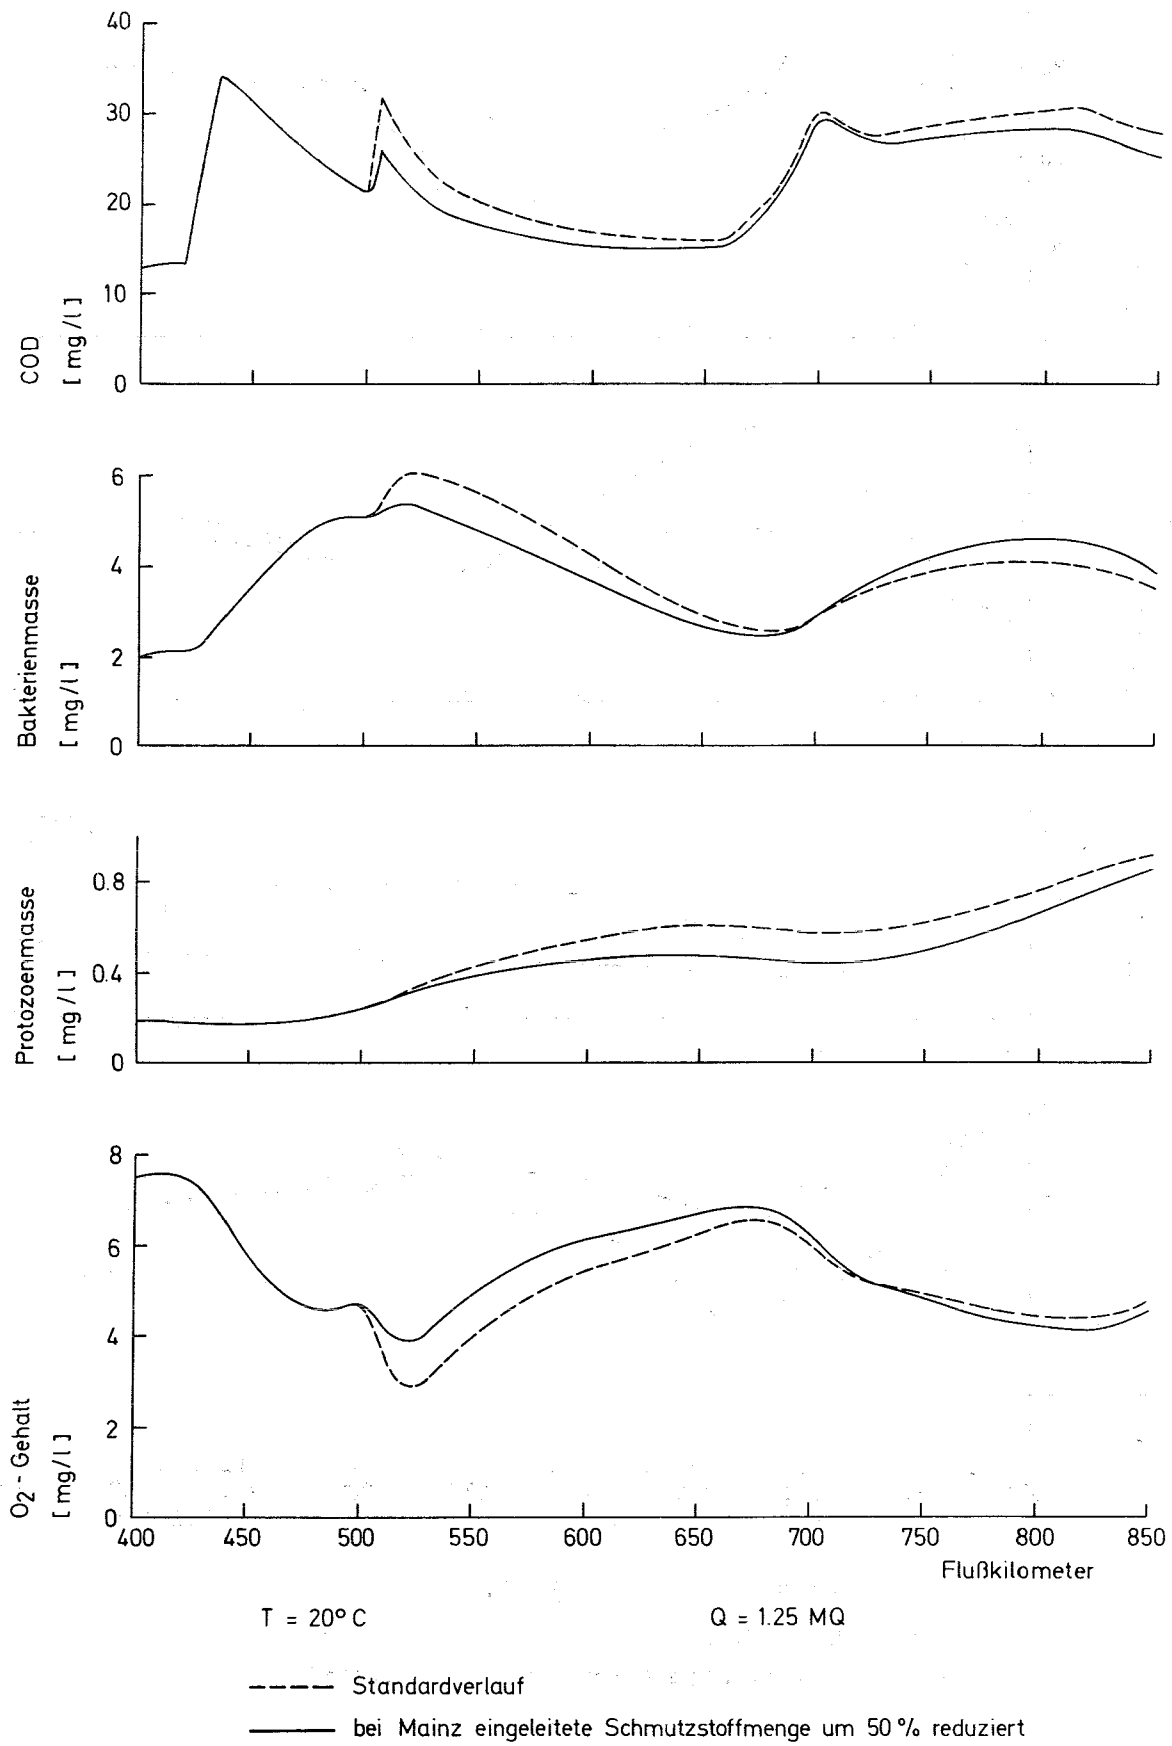 40
30
20
10
0
COD
[mg/l]
6
4
2
0
Bakterienmasse
[mg/l]
0.8
0.4
0
Protozoenmasse
[mg/l]
8
6
4
2
0
O2-Gehalt
[mg/l]
400 450 500 550 600 650 700 750 800 850
Flußkilometer
T = 20°C Q = 1.25 MQ
Standardverlauf
bei Mainz eingeleitete Schmutzstoffmenge um 50% reduziert